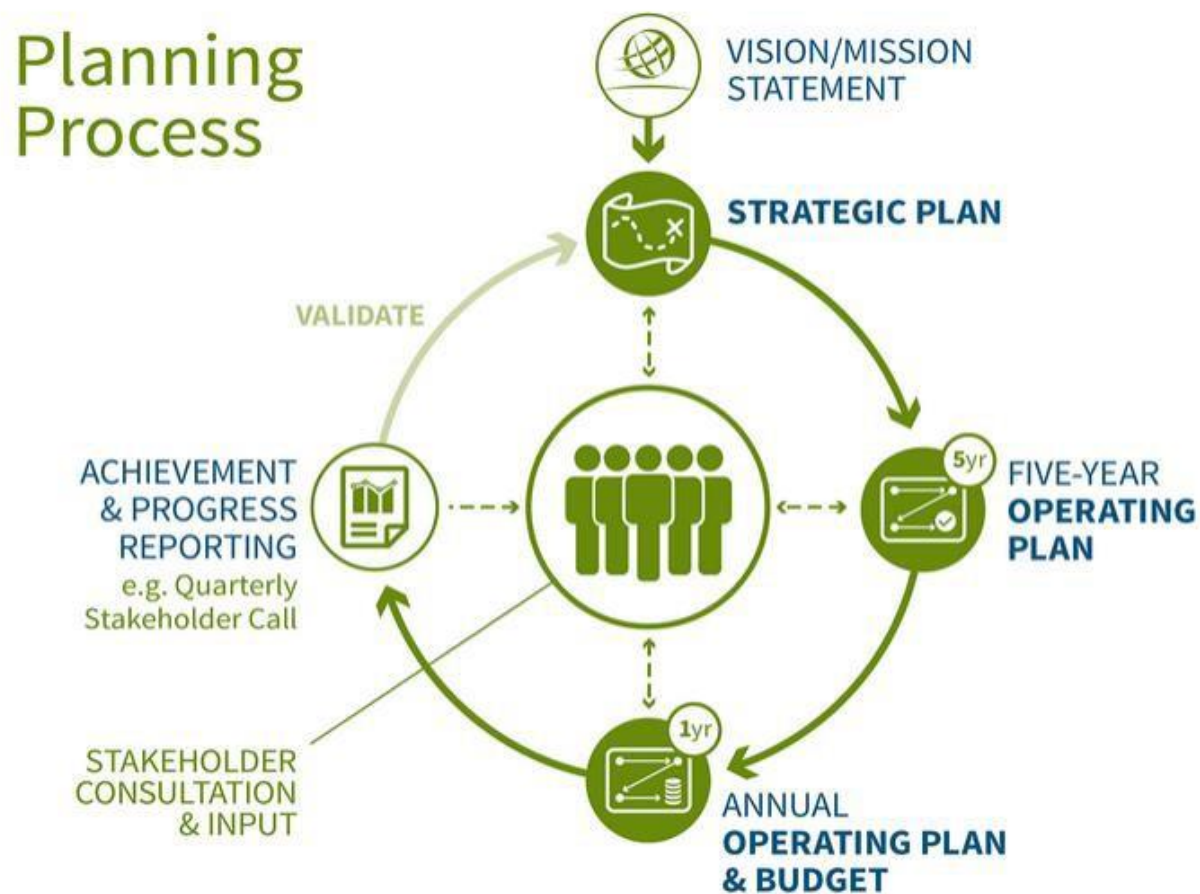 Planning
Process
VISION/MISSION
STATEMENT
STRATEGIC PLAN
VALIDATE
5yr
FIVE-YEAR
OPERATING
PLAN
ACHIEVEMENT
& PROGRESS
REPORTING
e.g. Quarterly
Stakeholder Call
1yr
ANNUAL
OPERATING PLAN
& BUDGET
STAKEHOLDER
CONSULTATION
& INPUT